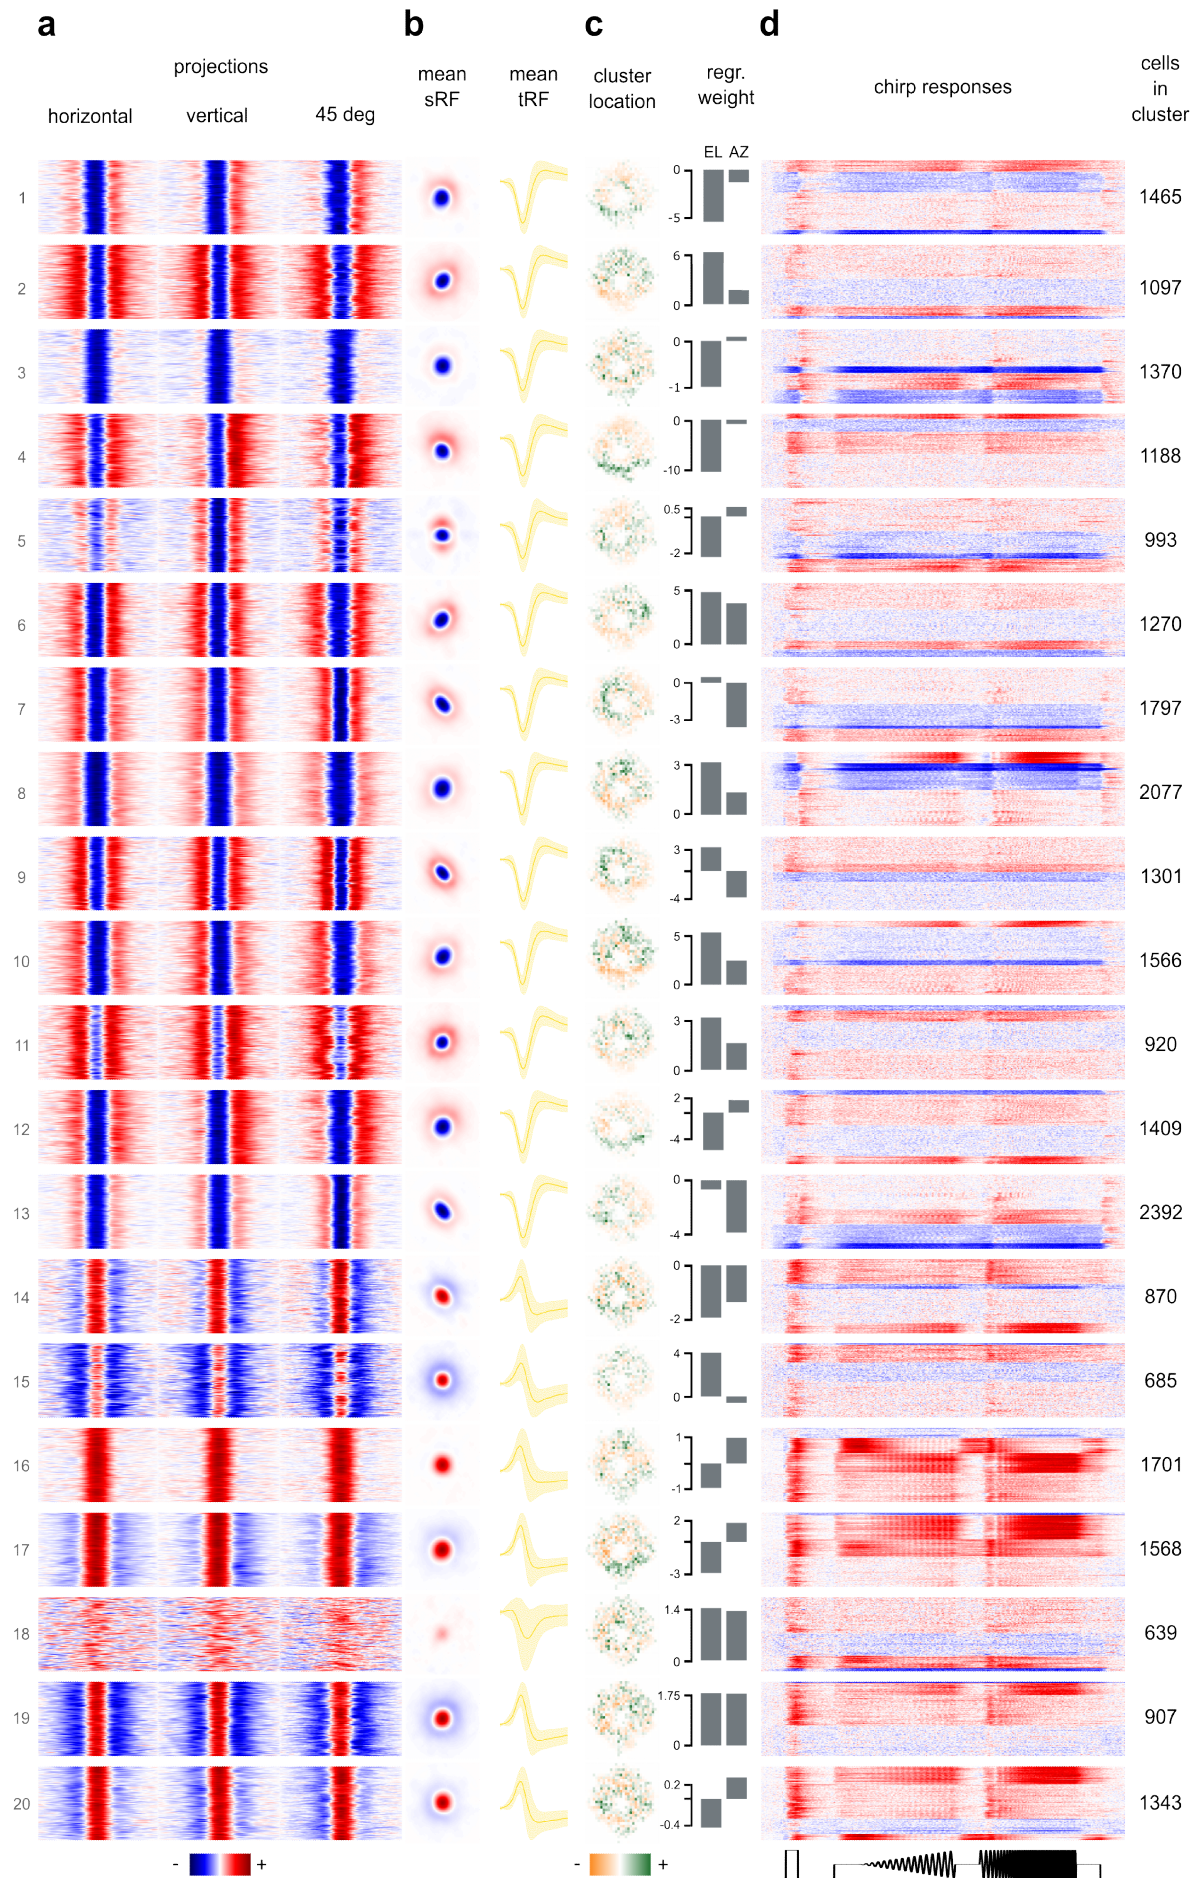 a b c d
projections
mean sRF
mean tRF
cluster location
regr. weight
chirp responses
cells in cluster
horizontal vertical 45 deg
EL AZ
1 0 -5 1465
2 6 0 1097
3 0 -1 1370
4 0 -10 1188
5 0.5 -2 993
6 5 0 1270
7 0 -3 1797
8 3 0 2077
9 3 -4 1301
10 5 0 1566
11 3 0 920
12 2 -4 1409
13 0 -4 2392
14 0 -2 870
15 4 0 685
16 1 -1 1701
17 2 -3 1568
18 1.4 0 639
19 1.75 0 907
20 0.2 -0.4 1343
- + - +